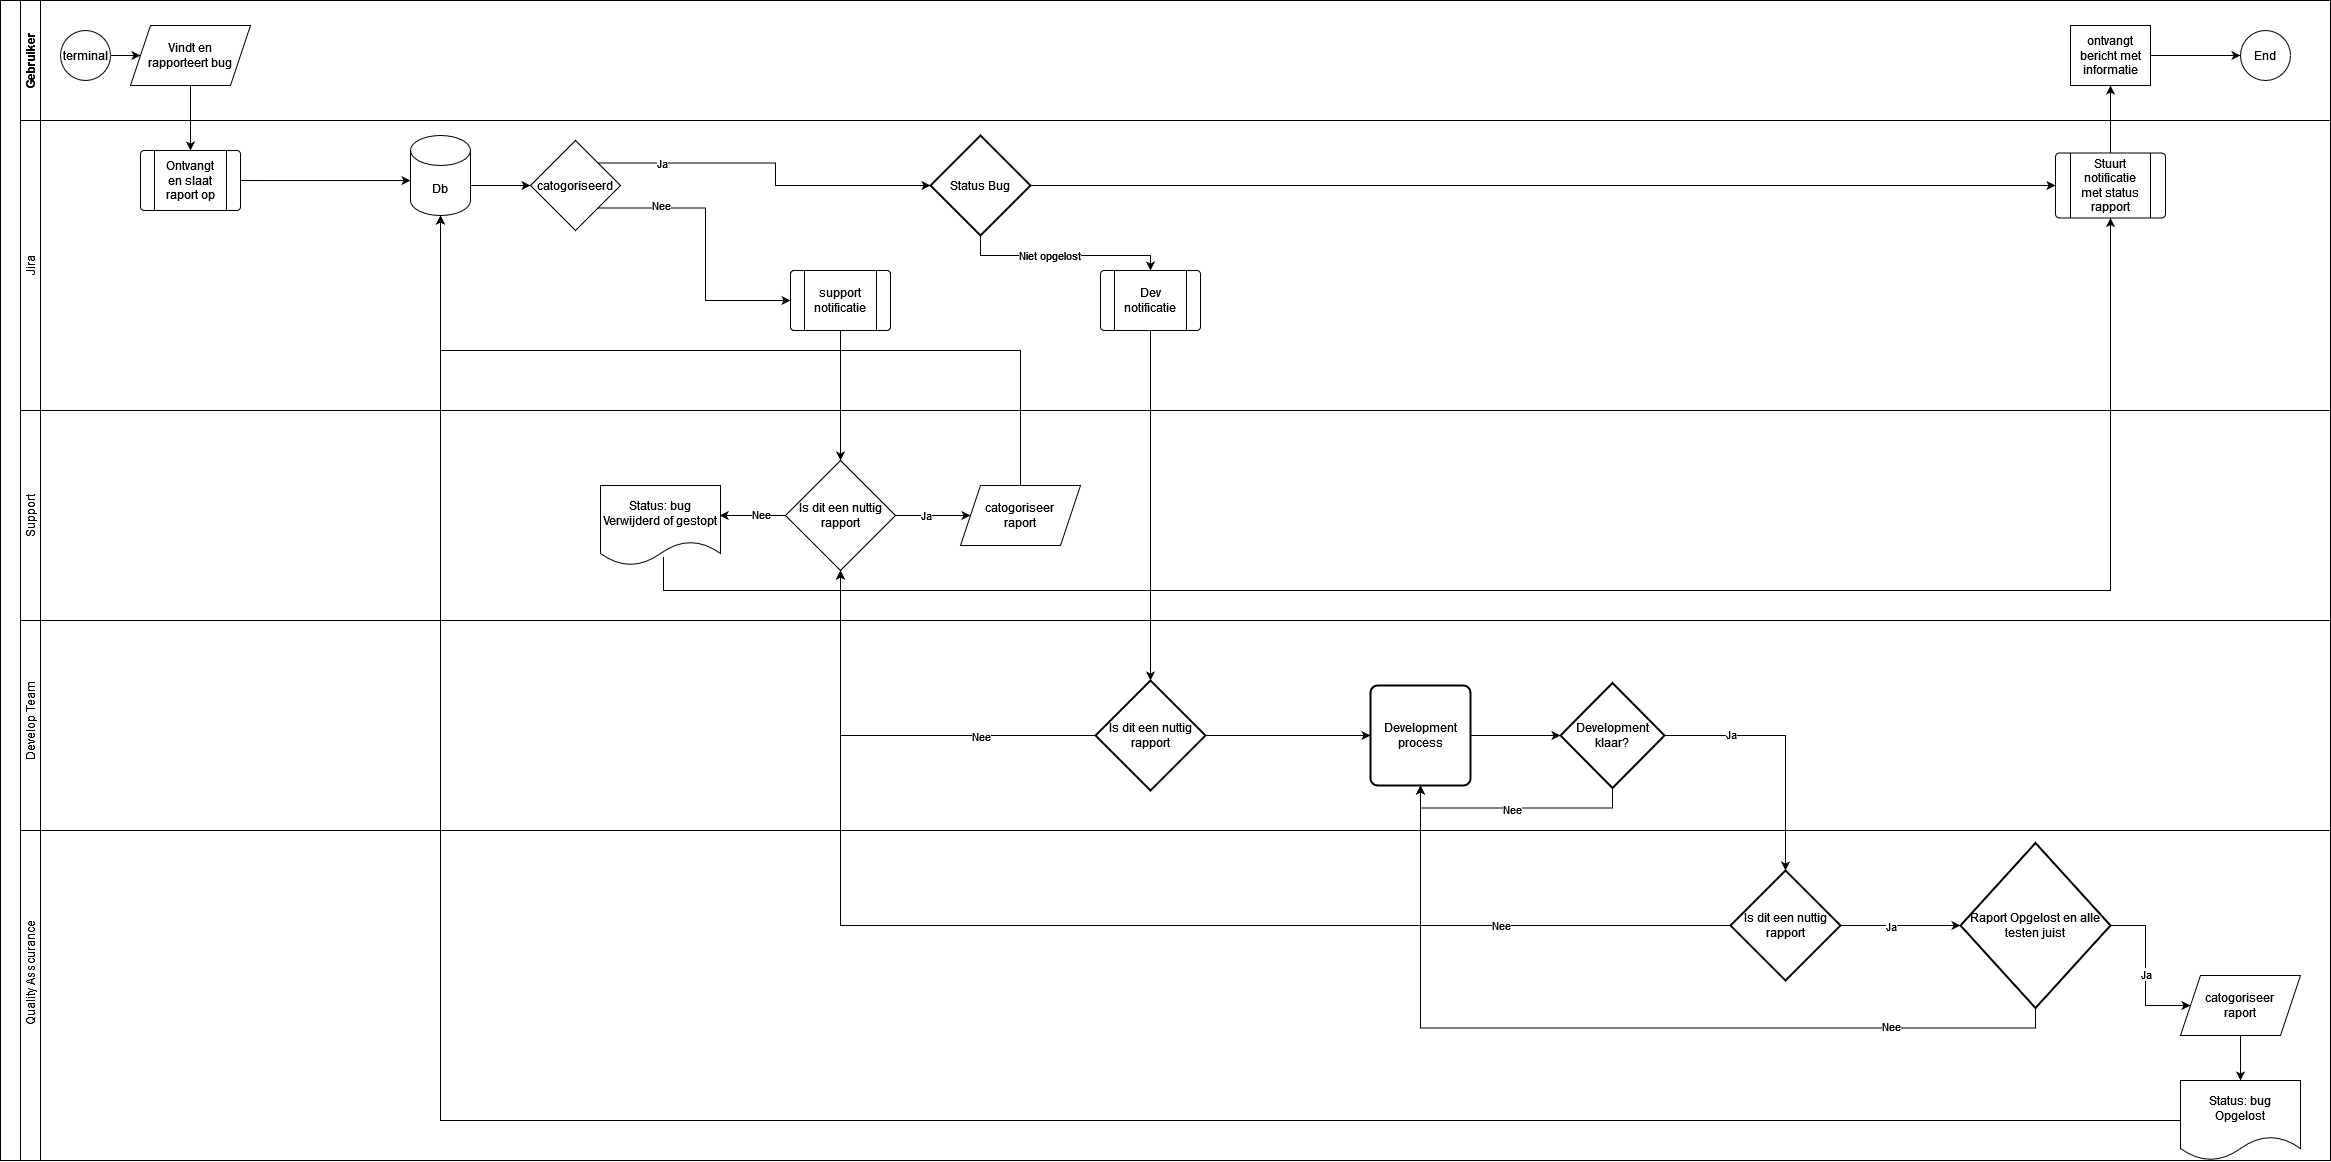 Gebruiker
terminal
Vindt en
rapporteert bug
ontvangt
bericht met
informatie
End
Jira
Ontvangt
en slaat
raport op
Db
catogoriseerd
Ja
Nee
Status Bug
Niet opgelost
Stuurt
notificatie
met status
rapport
support
notificatie
Dev
notificatie
Support
Status: bug
Verwijderd of gestopt
Nee
Is dit een nuttig
rapport
Ja
catogoriseer
raport
Develop Team
Nee
Is dit een nuttig
rapport
Development
process
Development
klaar?
Ja
Nee
Quality Asscurance
Nee
Is dit een nuttig
rapport
Ja
Raport Opgelost en alle
testen juist
Ja
Nee
catogoriseer
raport
Status: bug
Opgelost